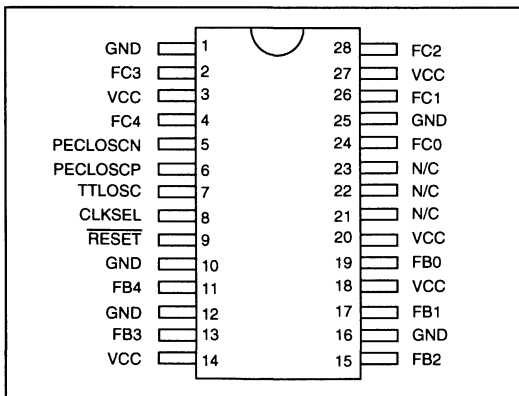 GND 1 28 FC2
FC3 2 27 VCC
VCC 3 26 FC1
FC4 4 25 GND
PECLOSCN 5 24 FC0
PECLOSCP 6 23 N/C
TTLOSC 7 22 N/C
CLKSEL 8 21 N/C
RESET 9 20 VCC
GND 10 19 FB0
FB4 11 18 VCC
GND 12 17 FB1
FB3 13 16 GND
VCC 14 15 FB2